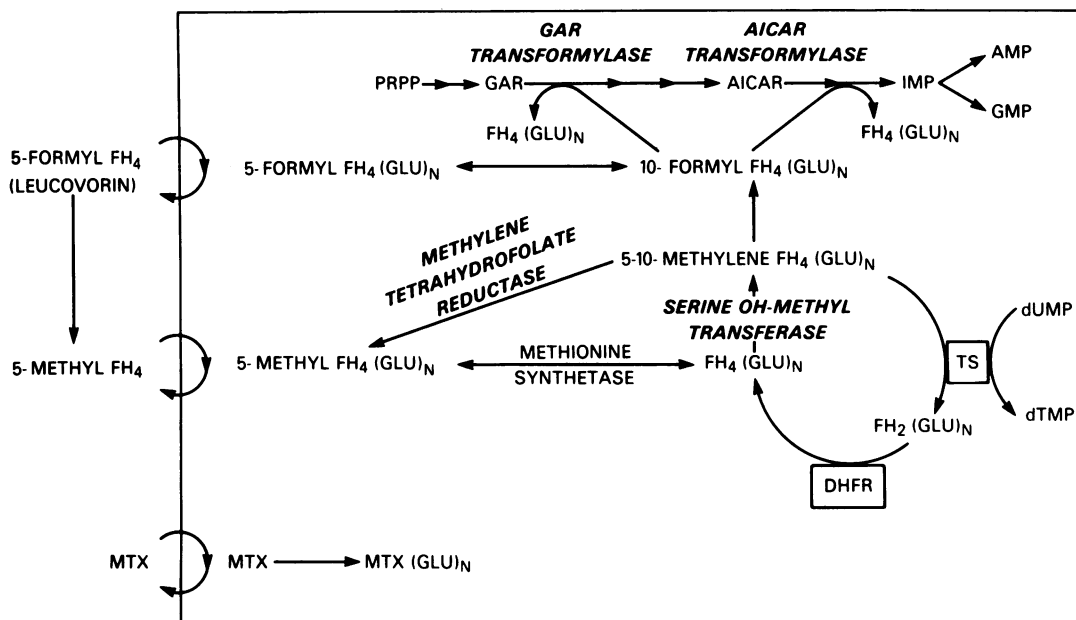 GAR
TRANSFORMYLASE
AICAR
TRANSFORMYLASE
PRPP
GAR
AICAR
IMP
AMP
GMP
FH4 (GLU)N
FH4 (GLU)N
5-FORMYL FH4
(LEUCOVORIN)
5- FORMYL FH4 (GLU)N
10- FORMYL FH4 (GLU)N
METHYLENE
TETRAHYDROFOLATE
REDUCTASE
5-10- METHYLENE FH4 (GLU)N
SERINE OH-METHYL
TRANSFERASE
dUMP
5- METHYL FH4
5- METHYL FH4 (GLU)N
METHIONINE
SYNTHETASE
FH4 (GLU)N
TS
dTMP
FH2 (GLU)N
DHFR
MTX
MTX
MTX (GLU)N